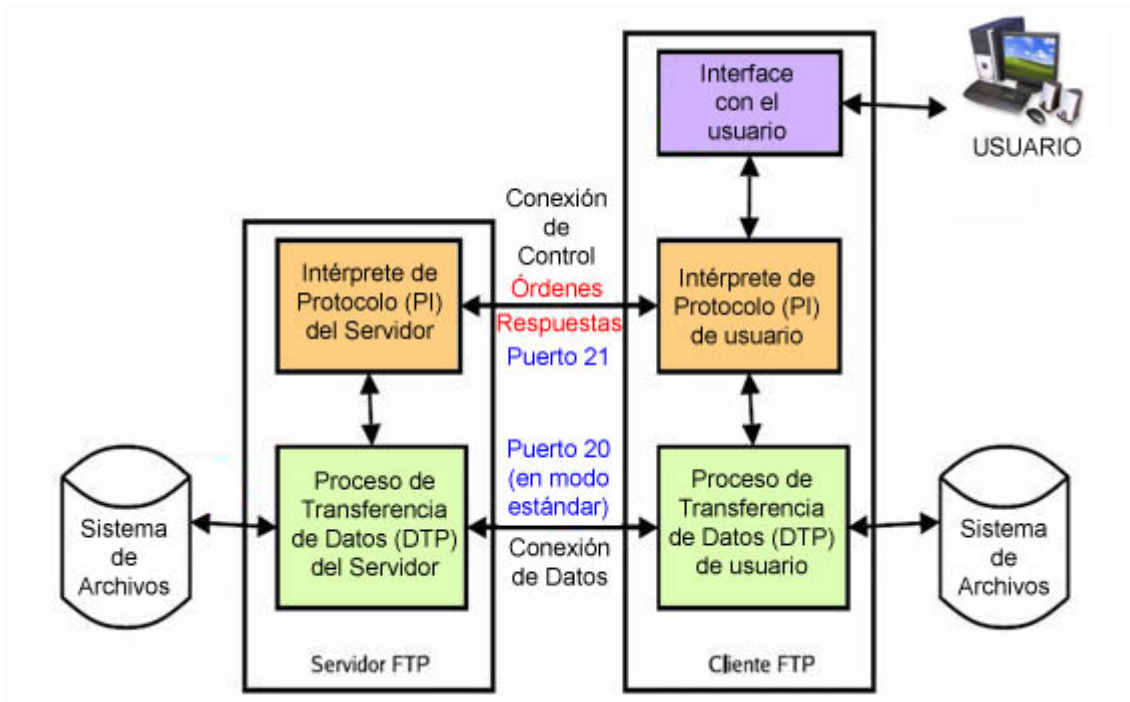 Interface
con el
usuario
USUARIO
Conexión
de
Control
Órdenes
Respuestas
Puerto 21
Intérprete de
Protocolo (PI)
del Servidor
Intérprete de
Protocolo (PI)
de usuario
Puerto 20
(en modo
estándar)
Conexión
de Datos
Sistema
de
Archivos
Proceso de
Transferencia
de Datos (DTP)
del Servidor
Proceso de
Transferencia
de Datos (DTP)
de usuario
Sistema
de
Archivos
Servidor FTP
Cliente FTP